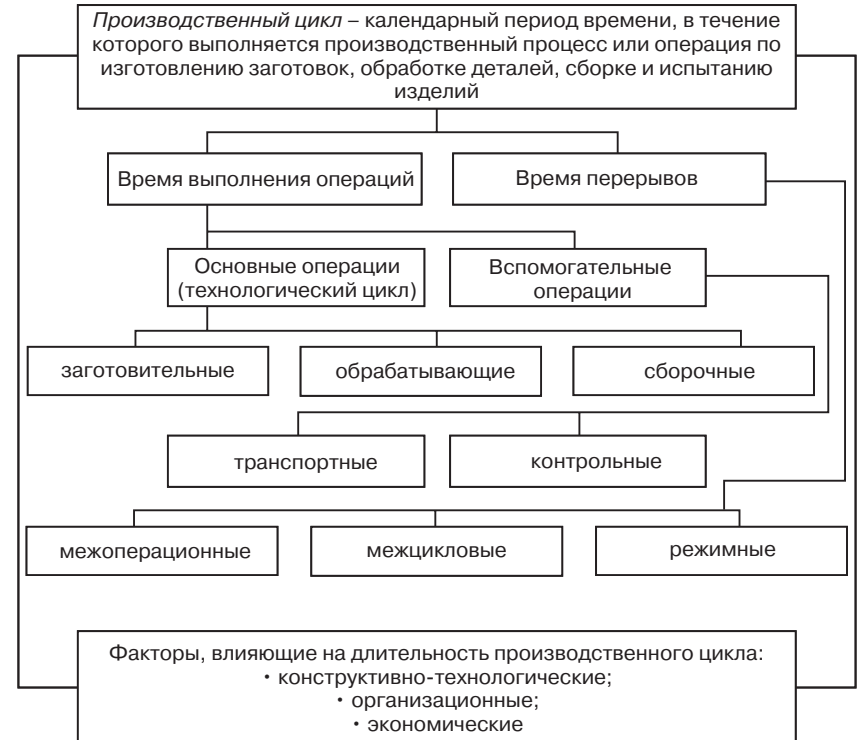 Производственный цикл – календарный период времени, в течение
которого выполняется производственный процесс или операция по
изготовлению заготовок, обработке деталей, сборке и испытанию
изделий
Время выполнения операций
Время перерывов
Основные операции
(технологический цикл)
Вспомогательные
операции
заготовительные
обрабатывающие
сборочные
транспортные
контрольные
межоперационные
межцикловые
режимные
Факторы, влияющие на длительность производственного цикла:
• конструктивно-технологические;
• организационные;
• экономические